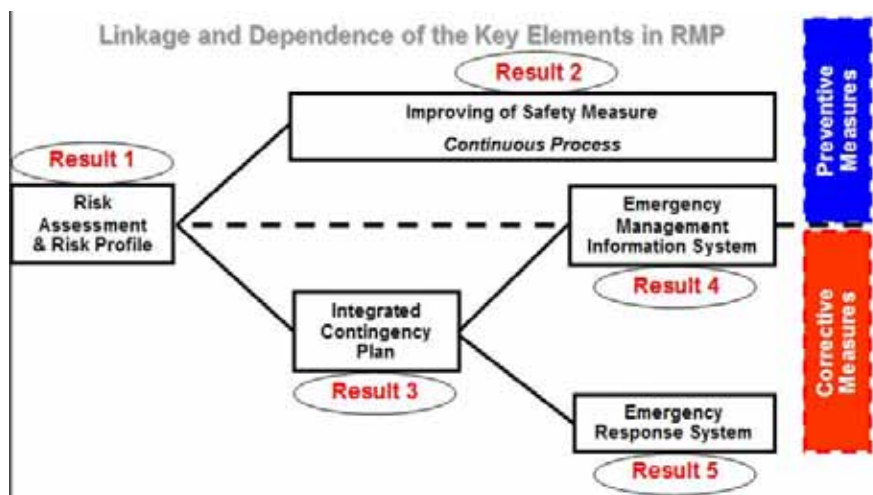 Linkage and Dependence of the Key Elements in RMP
Result 2
Improving of Safety Measure
Continuous Process
Result 1
Risk
Assessment
& Risk Profile
Emergency
Management
Information System
Result 4
Integrated
Contingency
Plan
Result 3
Emergency
Response System
Result 5
Preventive
Measures
Corrective
Measures